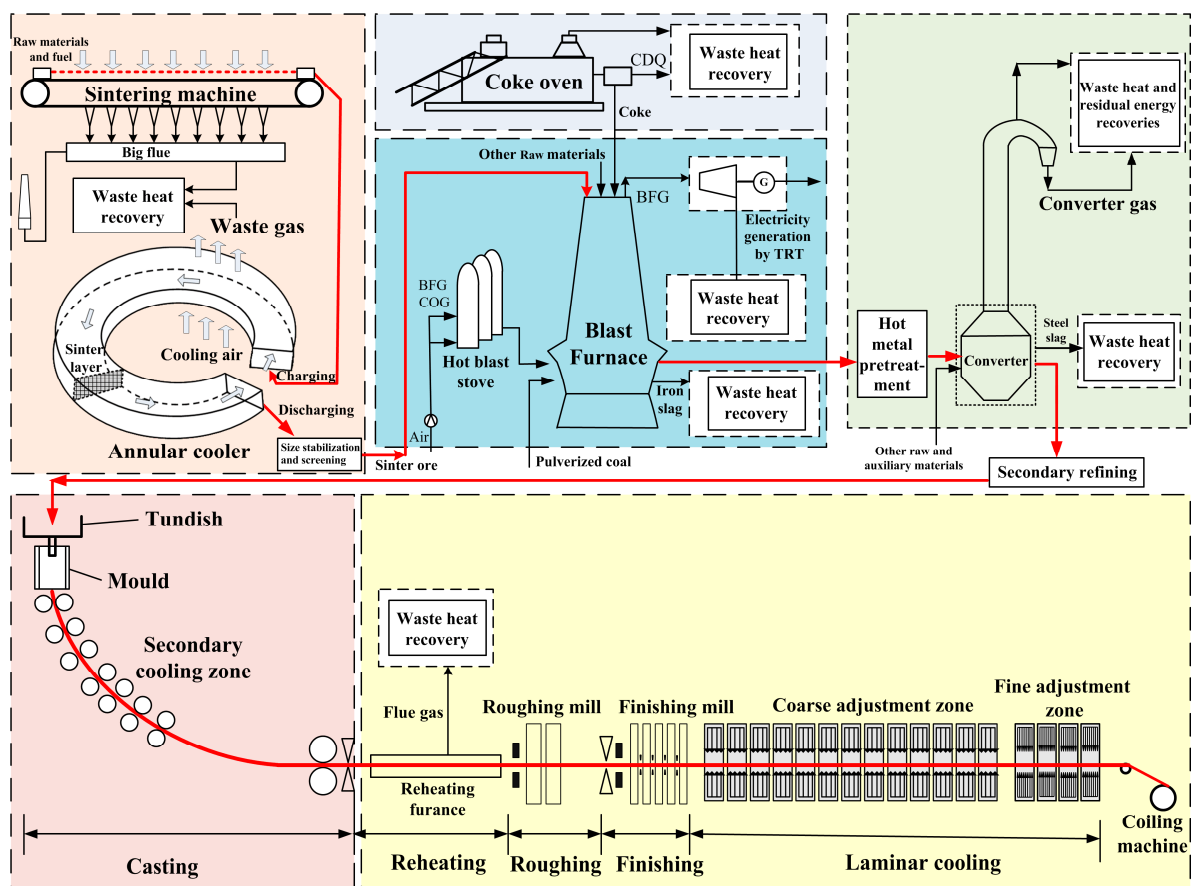 Raw materials
and fuel
Sintering machine
Big flue
Waste heat
recovery
Waste gas
Cooling air
Sinter
layer
Charging
Discharging
Annular cooler
Size stabilization
and screening
Sinter ore
Coke oven
CDQ
Waste heat
recovery
Coke
Other Raw materials
BFG
G
Electricity
generation
by TRT
BFG
COG
Waste heat
recovery
Hot blast
stove
Blast
Furnace
Iron
slag
Waste heat
recovery
Air
Pulverized coal
Waste heat and
residual energy
recoveries
Converter gas
Hot
metal
pretreat-
ment
Converter
Steel
slag
Waste heat
recovery
Other raw and
auxiliary materials
Secondary refining
Tundish
Mould
Secondary
cooling zone
Casting
Waste heat
recovery
Flue gas
Reheating
furance
Roughing mill
Finishing mill
Coarse adjustment zone
Fine adjustment
zone
Coiling
machine
Reheating
Roughing
Finishing
Laminar cooling